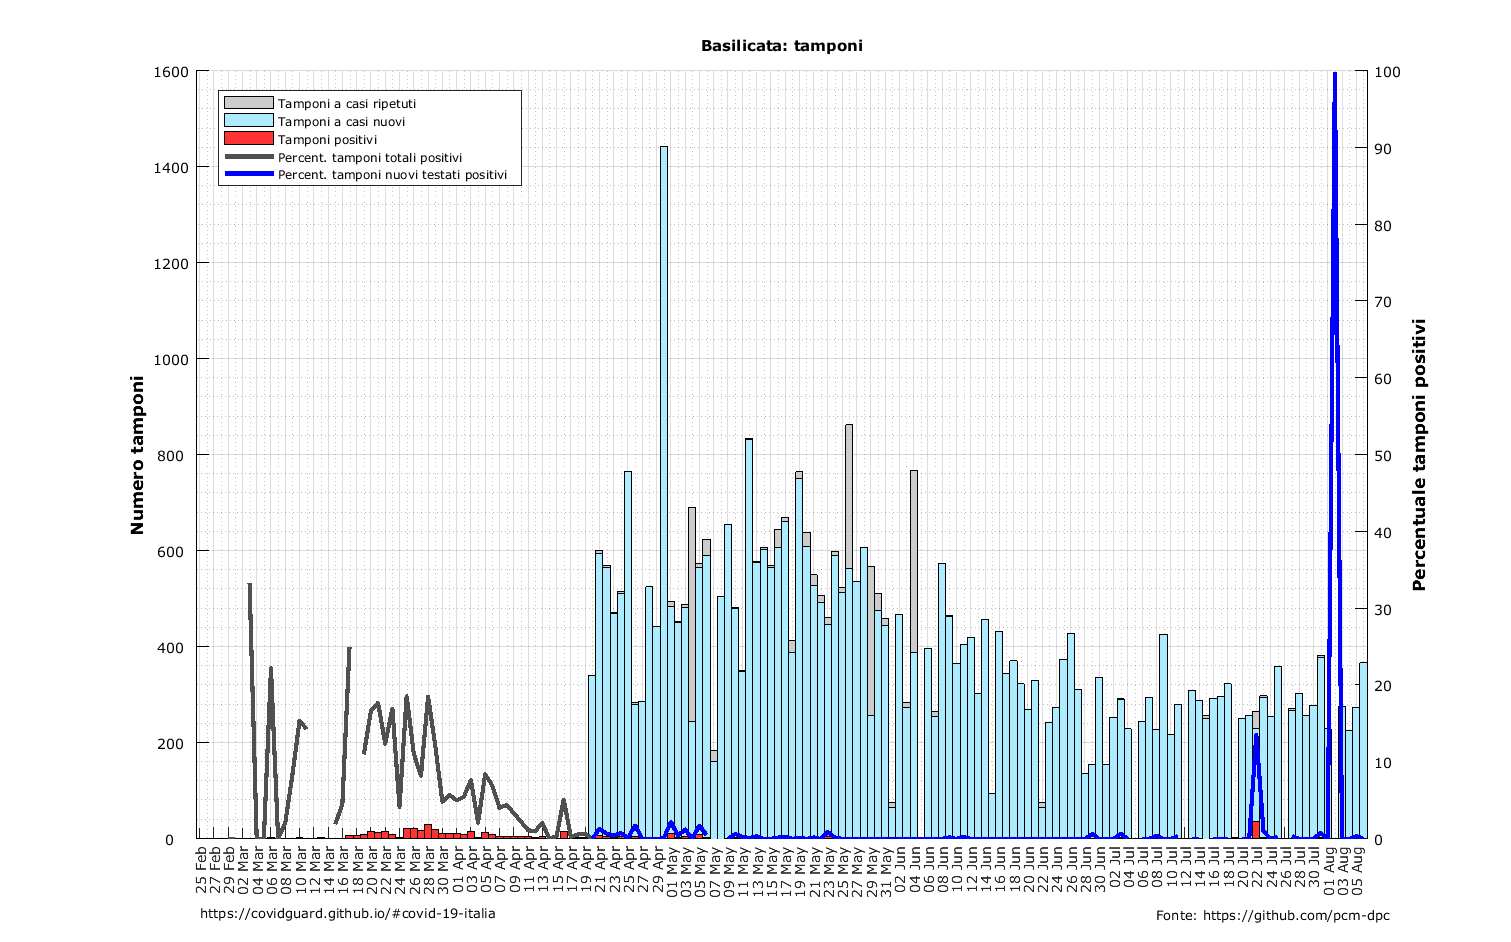 Basilicata: tamponi
Tamponi a casi ripetuti
Tamponi a casi nuovi
Tamponi positivi
Percent. tamponi totali positivi
Percent. tamponi nuovi testati positivi
Numero tamponi
1600
1400
1200
1000
800
600
400
200
0
Percentuale tamponi positivi
100
90
80
70
60
50
40
30
20
10
0
25 Feb
27 Feb
29 Feb
02 Mar
04 Mar
06 Mar
08 Mar
10 Mar
12 Mar
14 Mar
16 Mar
18 Mar
20 Mar
22 Mar
24 Mar
26 Mar
28 Mar
30 Mar
01 Apr
03 Apr
05 Apr
07 Apr
09 Apr
11 Apr
13 Apr
15 Apr
17 Apr
19 Apr
21 Apr
23 Apr
25 Apr
27 Apr
29 Apr
01 May
03 May
05 May
07 May
09 May
11 May
13 May
15 May
17 May
19 May
21 May
23 May
25 May
27 May
29 May
31 May
02 Jun
04 Jun
06 Jun
08 Jun
10 Jun
12 Jun
14 Jun
16 Jun
18 Jun
20 Jun
22 Jun
24 Jun
26 Jun
28 Jun
30 Jun
02 Jul
04 Jul
06 Jul
08 Jul
10 Jul
12 Jul
14 Jul
16 Jul
18 Jul
20 Jul
22 Jul
24 Jul
26 Jul
28 Jul
30 Jul
01 Aug
03 Aug
05 Aug
https://covidguard.github.io/#covid-19-italia
Fonte: https://github.com/pcm-dpc